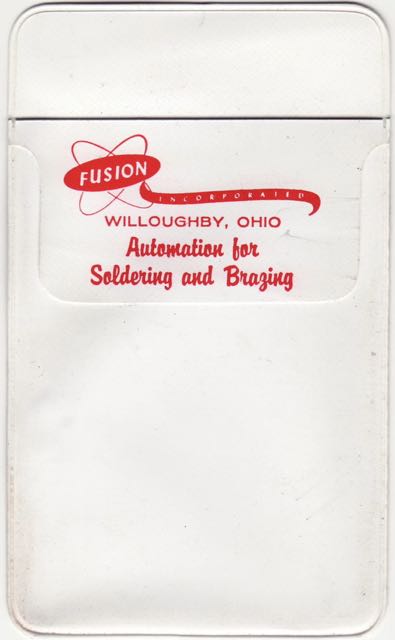 FUSION
INCORPORATED
WILLOUGHBY, OHIO
Automation for
Soldering and Brazing